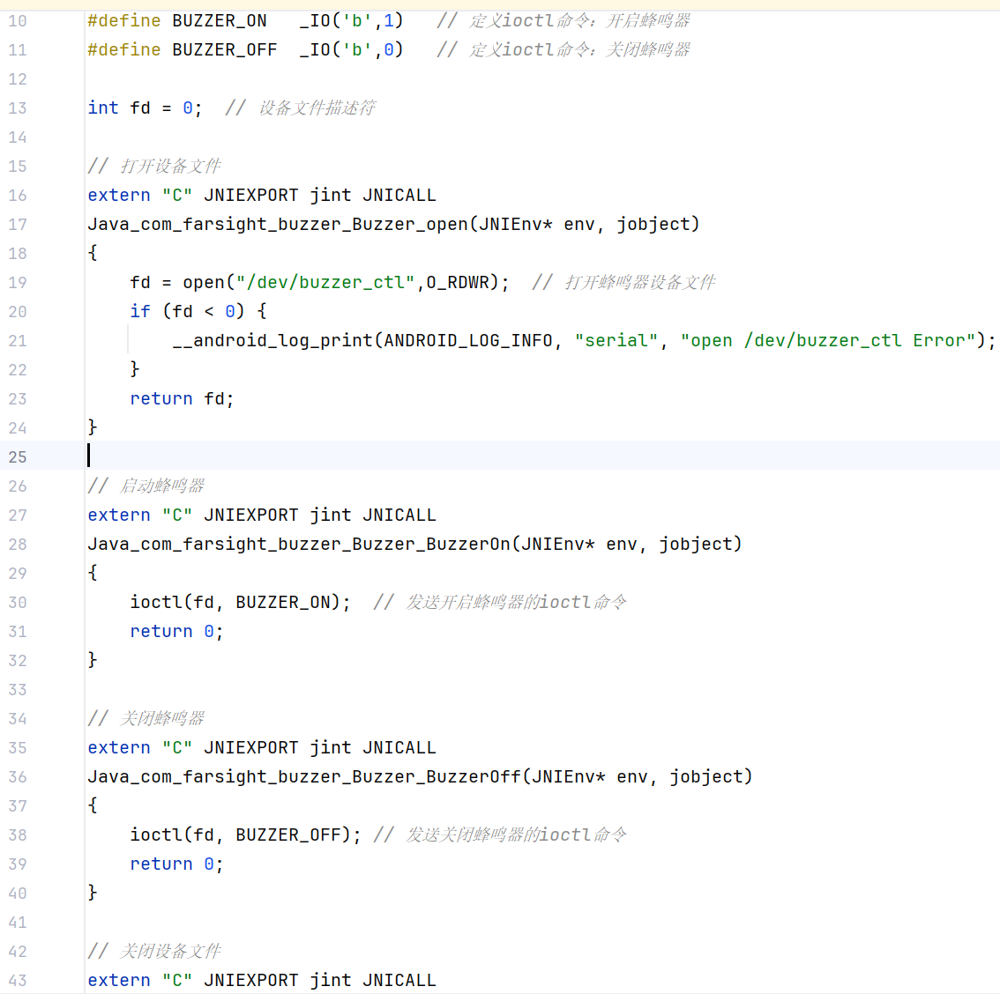 10 #define BUZZER_ON   _IO('b',1)   // 定义ioctl命令：开启蜂鸣器
11 #define BUZZER_OFF  _IO('b',0)   // 定义ioctl命令：关闭蜂鸣器
12
13 int fd = 0;  // 设备文件描述符
14
15 // 打开设备文件
16 extern "C" JNIEXPORT jint JNICALL
17 Java_com_farsight_buzzer_Buzzer_open(JNIEnv* env, jobject)
18 {
19     fd = open("/dev/buzzer_ctl",O_RDWR);  // 打开蜂鸣器设备文件
20     if (fd < 0) {
21         __android_log_print(ANDROID_LOG_INFO, "serial", "open /dev/buzzer_ctl Error");
22     }
23     return fd;
24 }
25
26 // 启动蜂鸣器
27 extern "C" JNIEXPORT jint JNICALL
28 Java_com_farsight_buzzer_Buzzer_BuzzerOn(JNIEnv* env, jobject)
29 {
30     ioctl(fd, BUZZER_ON);  // 发送开启蜂鸣器的ioctl命令
31     return 0;
32 }
33
34 // 关闭蜂鸣器
35 extern "C" JNIEXPORT jint JNICALL
36 Java_com_farsight_buzzer_Buzzer_BuzzerOff(JNIEnv* env, jobject)
37 {
38     ioctl(fd, BUZZER_OFF); // 发送关闭蜂鸣器的ioctl命令
39     return 0;
40 }
41
42 // 关闭设备文件
43 extern "C" JNIEXPORT jint JNICALL